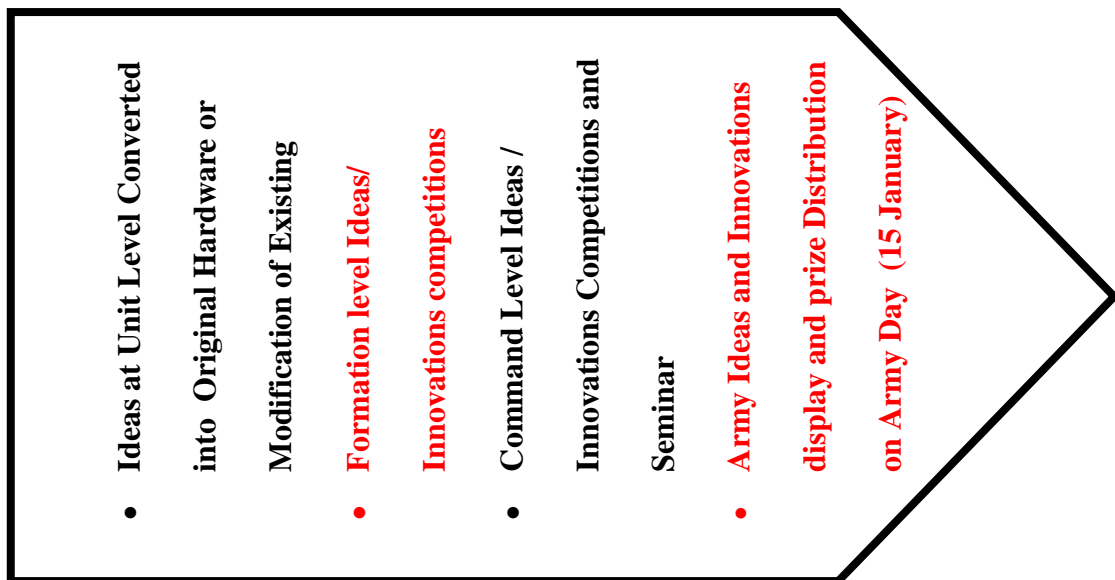 • Ideas at Unit Level Converted
into Original Hardware or
Modification of Existing
• Formation level Ideas/
Innovations competitions
• Command Level Ideas /
Innovations Competitions and
Seminar
• Army Ideas and Innovations
display and prize Distribution
on Army Day (15 January)